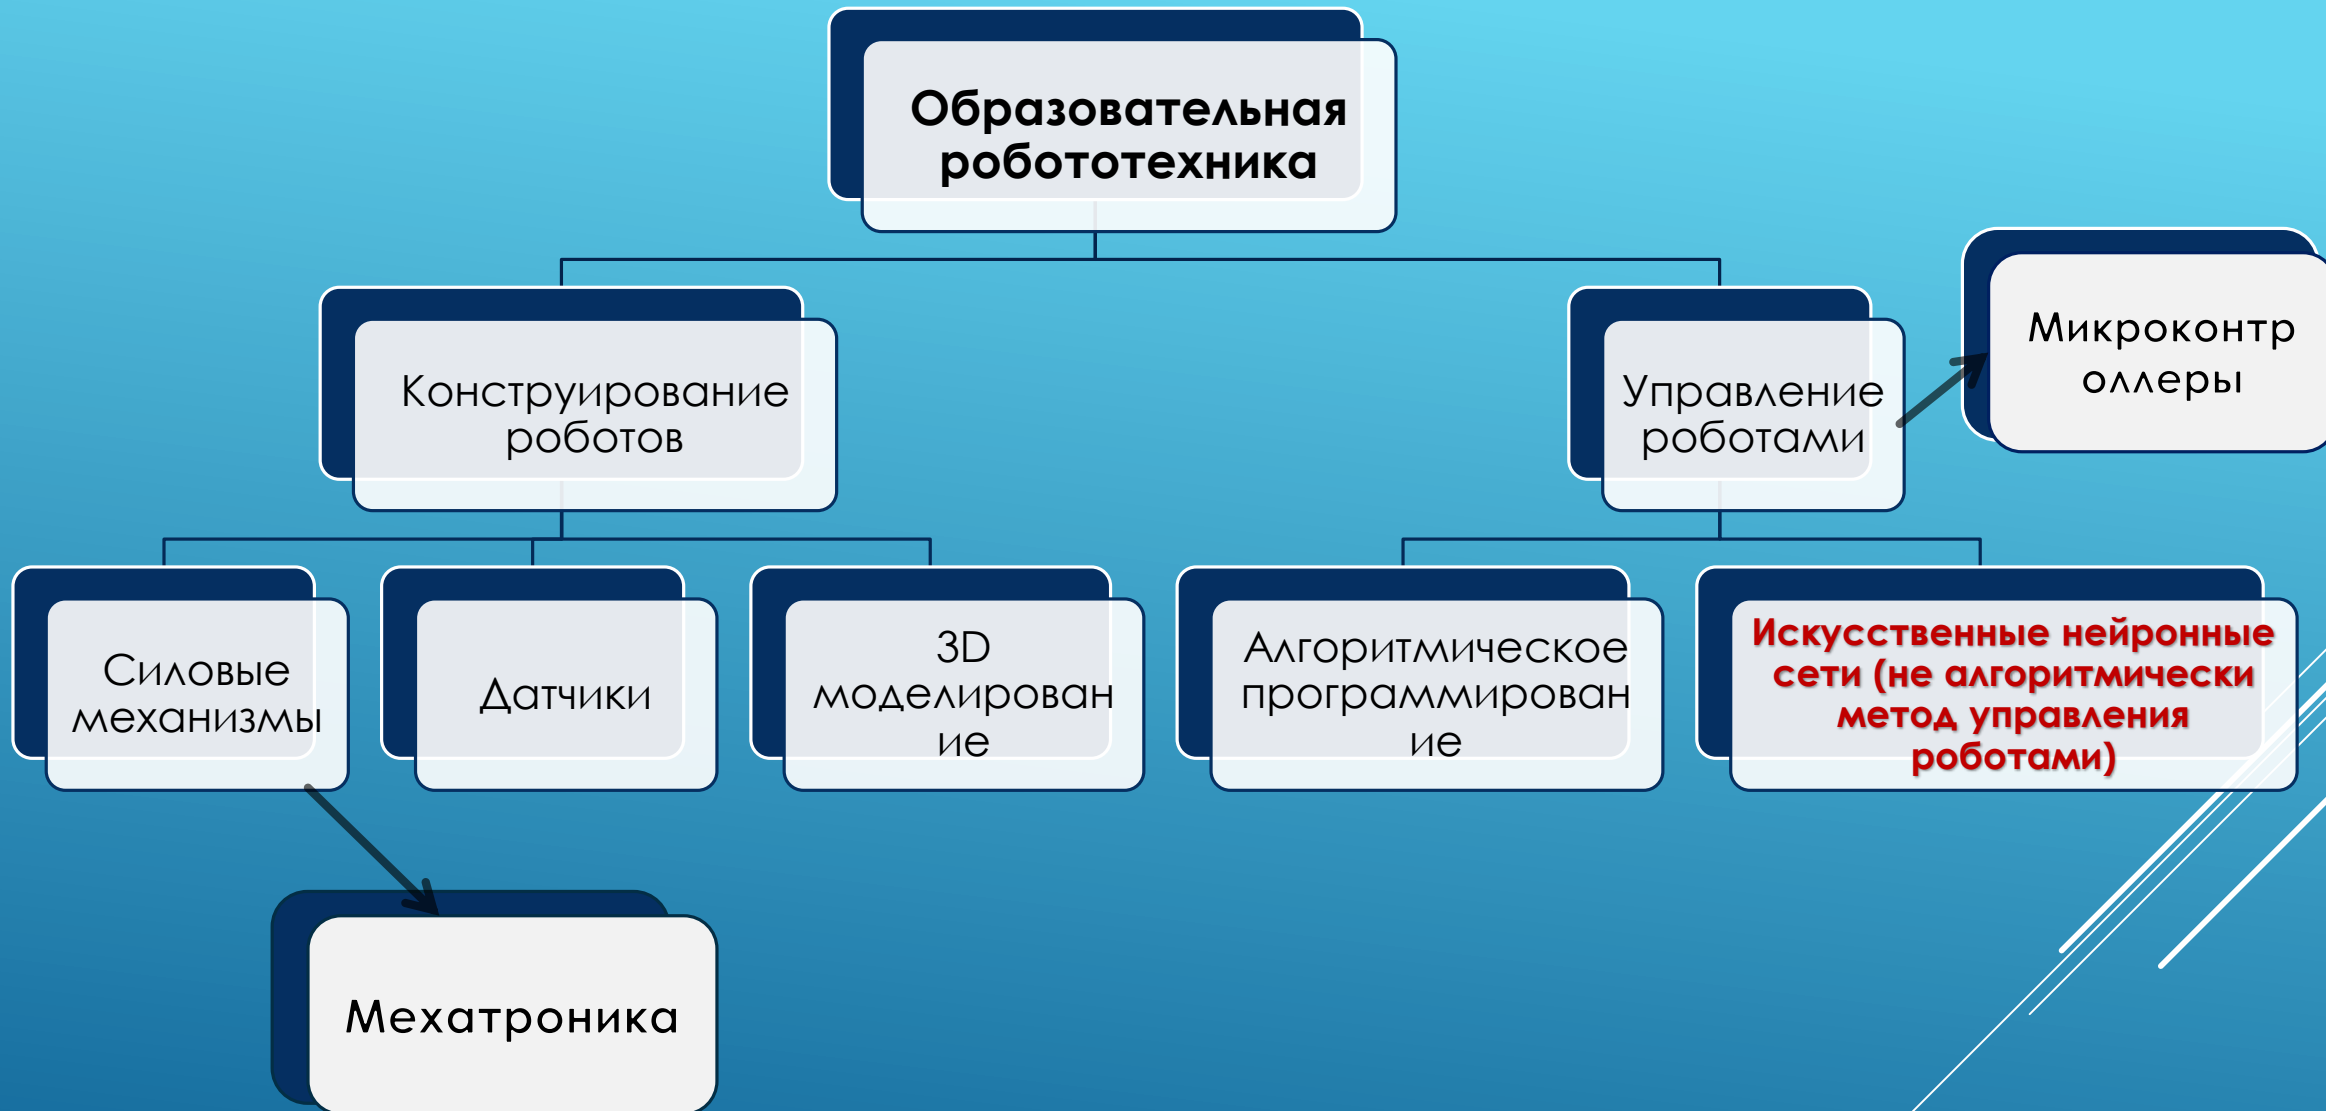 Образовательная
робототехника
Конструирование
роботов
Управление
роботами
Микроконтр
оллеры
Силовые
механизмы
Датчики
3D
моделирован
ие
Алгоритмическое
программирован
ие
Искусственные нейронные
сети (не алгоритмически
метод управления
роботами)
Мехатроника